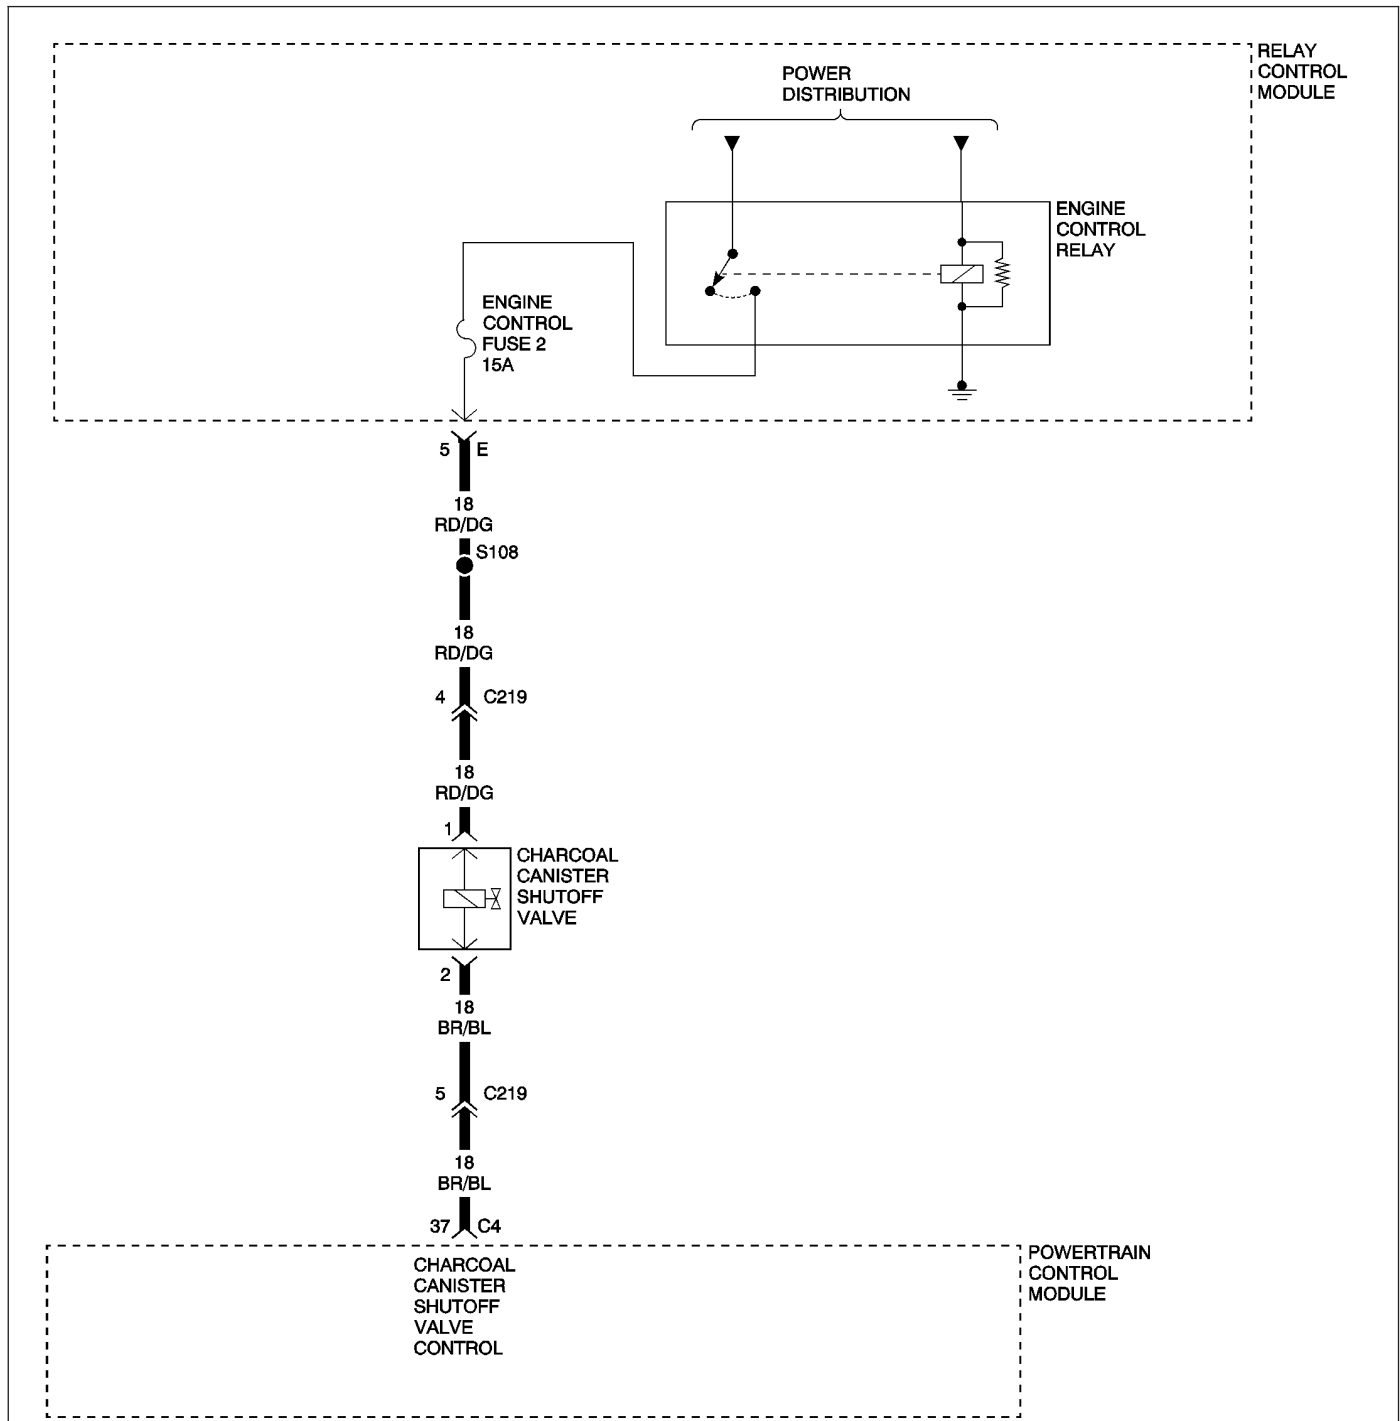 RELAY
CONTROL
MODULE
POWER
DISTRIBUTION
ENGINE
CONTROL
RELAY
ENGINE
CONTROL
FUSE 2
15A
5 E
18
RD/DG
S108
18
RD/DG
4 C219
18
RD/DG
1
CHARCOAL
CANISTER
SHUTOFF
VALVE
2
18
BR/BL
5 C219
18
BR/BL
37 C4
POWERTRAIN
CONTROL
MODULE
CHARCOAL
CANISTER
SHUTOFF
VALVE
CONTROL